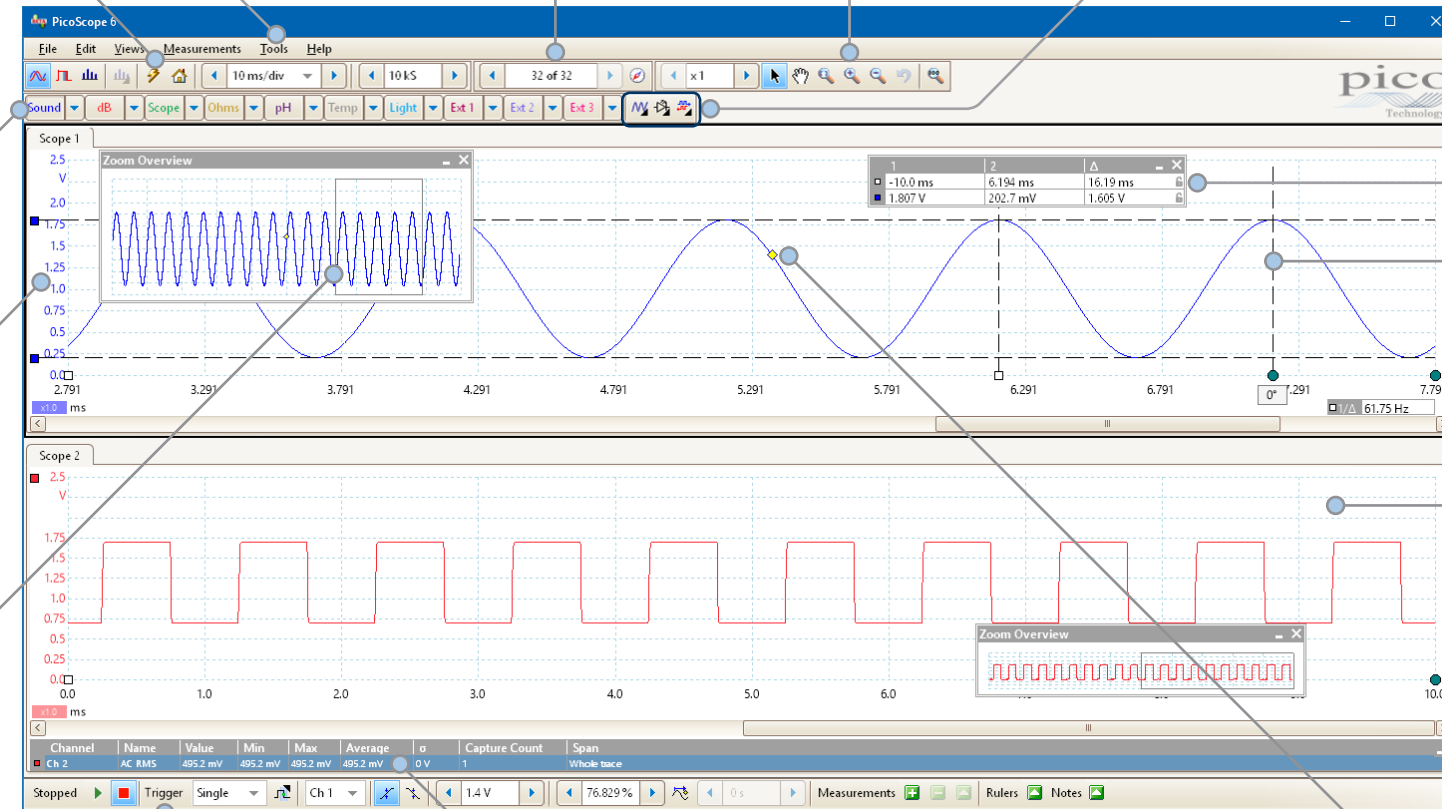 PicoScope 6
File Edit Views Measurements Tools Help
10 ms/div 10 kS 32 of 32 x1
pico
Technology
Sound dB Scope Ohms pH Temp Light Ext 1 Ext 2 Ext 3
Scope 1
2.5
V
2.0
1.75
1.5
1.25
1.0
0.75
0.5
0.25
0.0
Zoom Overview
1 2 Δ
-10.0 ms 6.194 ms 16.19 ms
1.807 V 202.7 mV 1.605 V
2.791 3.291 3.791 4.291 4.791 5.291 5.791 6.291 6.791 7.291 7.79
0°
x1.0 ms
1/Δ 61.75 Hz
Scope 2
2.5
V
1.75
1.5
1.25
1.0
0.75
0.5
0.25
0.0
Zoom Overview
0.0 1.0 2.0 3.0 4.0 5.0 6.0 10.0
x1.0 ms
Channel Name Value Min Max Average σ Capture Count Span
Ch 2 AC RMS 495.2 mV 495.2 mV 495.2 mV 495.2 mV 0 V 1 Whole trace
Stopped Trigger Single Ch 1 1.4 V 76.829 % 0 s Measurements Rulers Notes